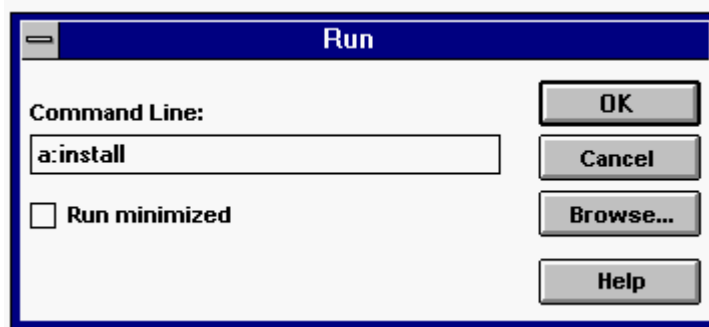 Run
Command Line:
a:install
Run minimized
OK
Cancel
Browse...
Help